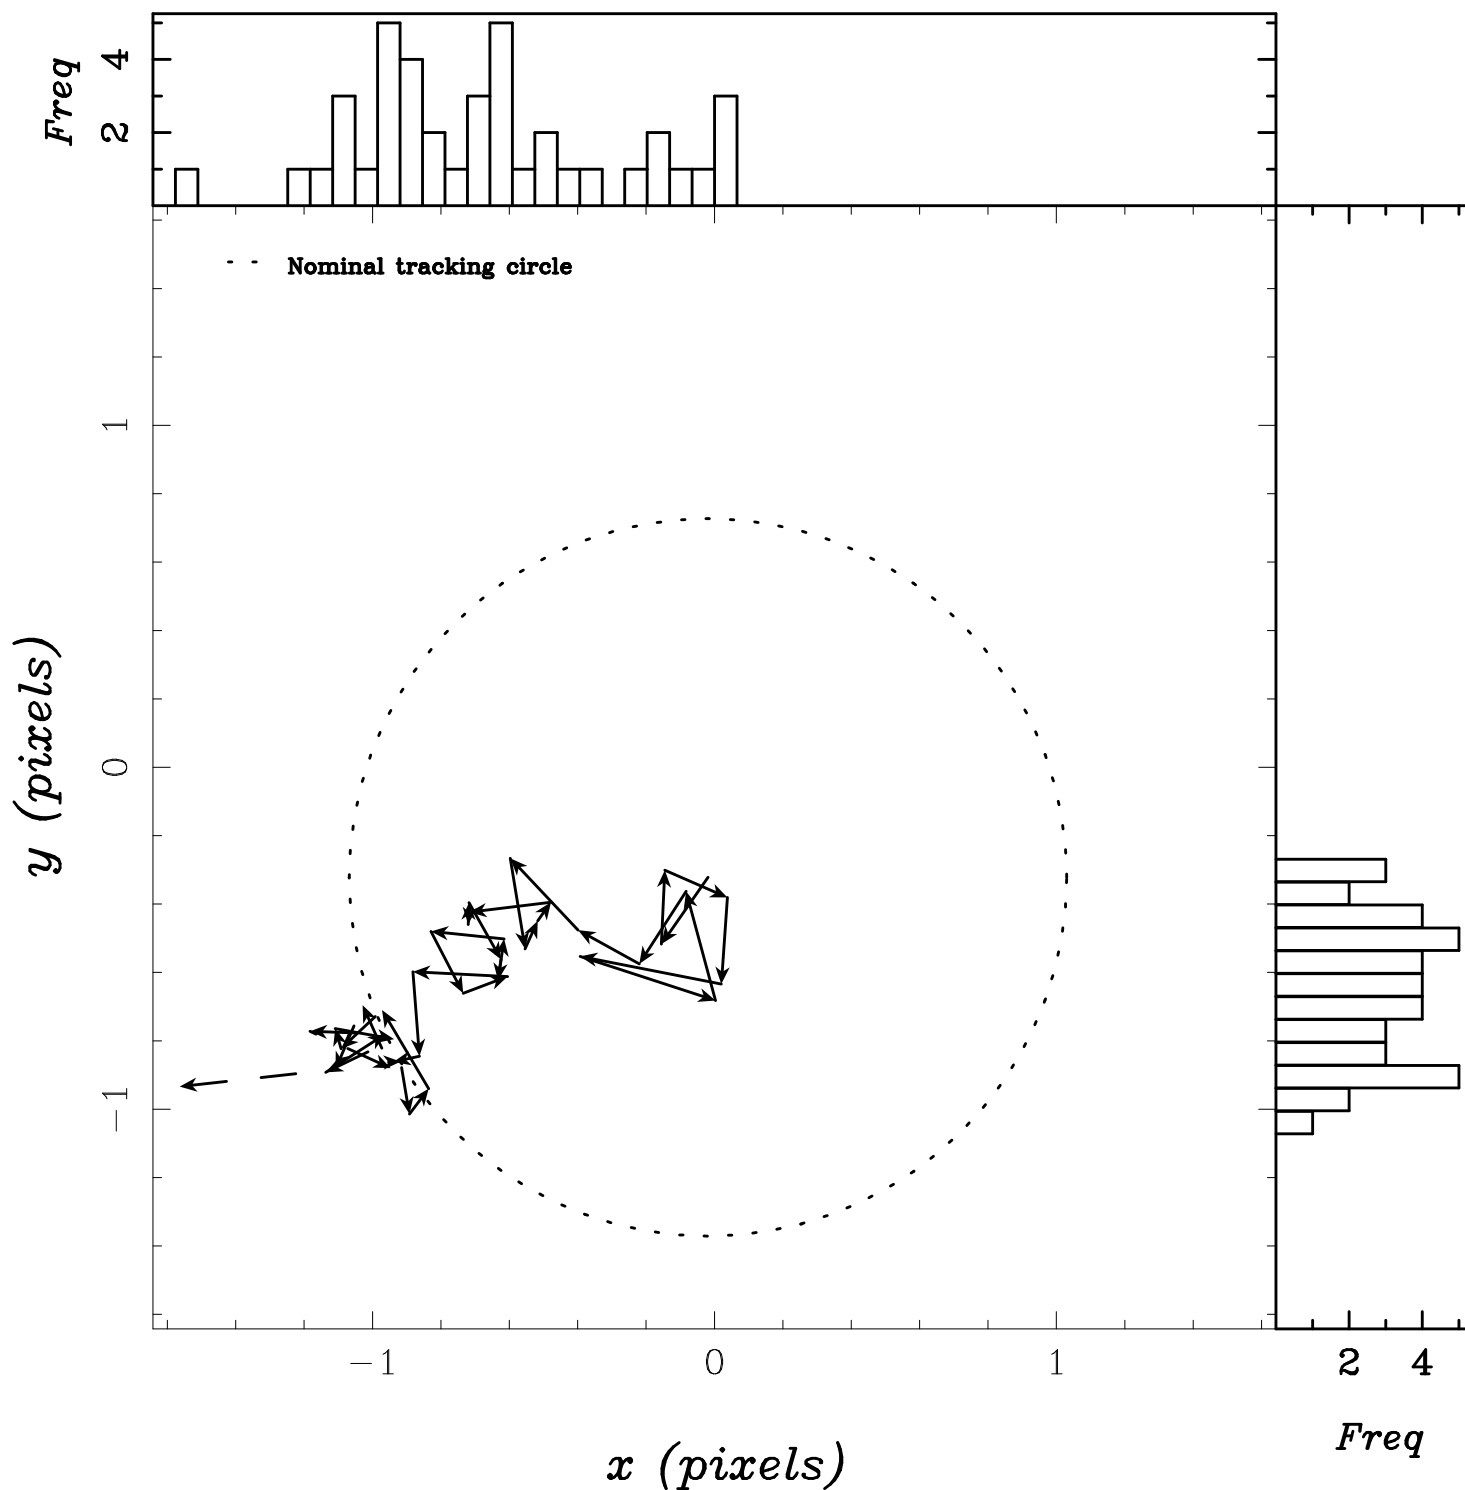 Freq
4
2
Nominal tracking circle
1
0
−1
y (pixels)
−1
0
1
2
4
x (pixels)
Freq